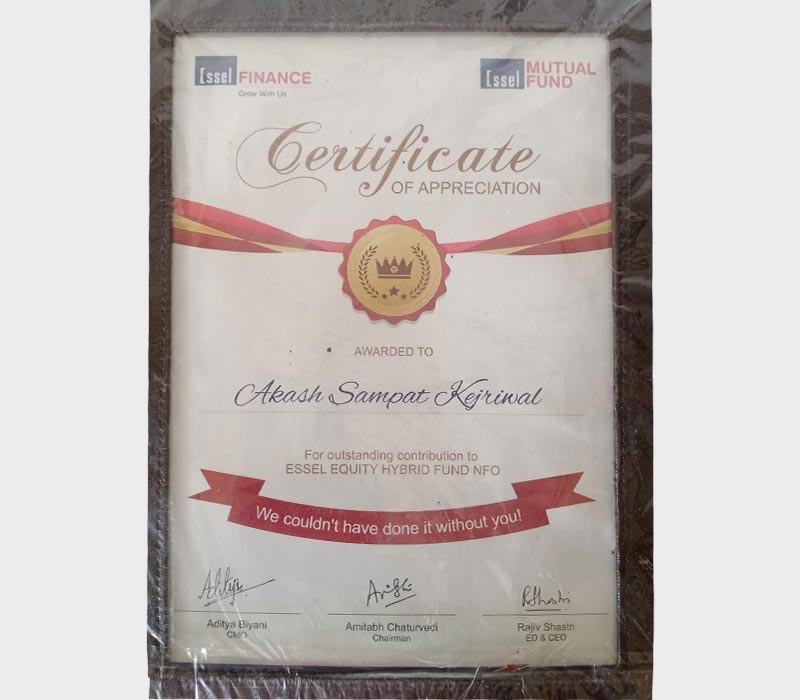 Essel FINANCE
Grow With Us
Essel MUTUAL
FUND
Certificate
OF APPRECIATION
AWARDED TO
Akash Sampat Kejriwal
For outstanding contribution to
ESSEL EQUITY HYBRID FUND NFO
We couldn't have done it without you!
Aditya Biyani
CMO
Amitabh Chaturvedi
Chairman
Rajiv Shastri
ED & CEO